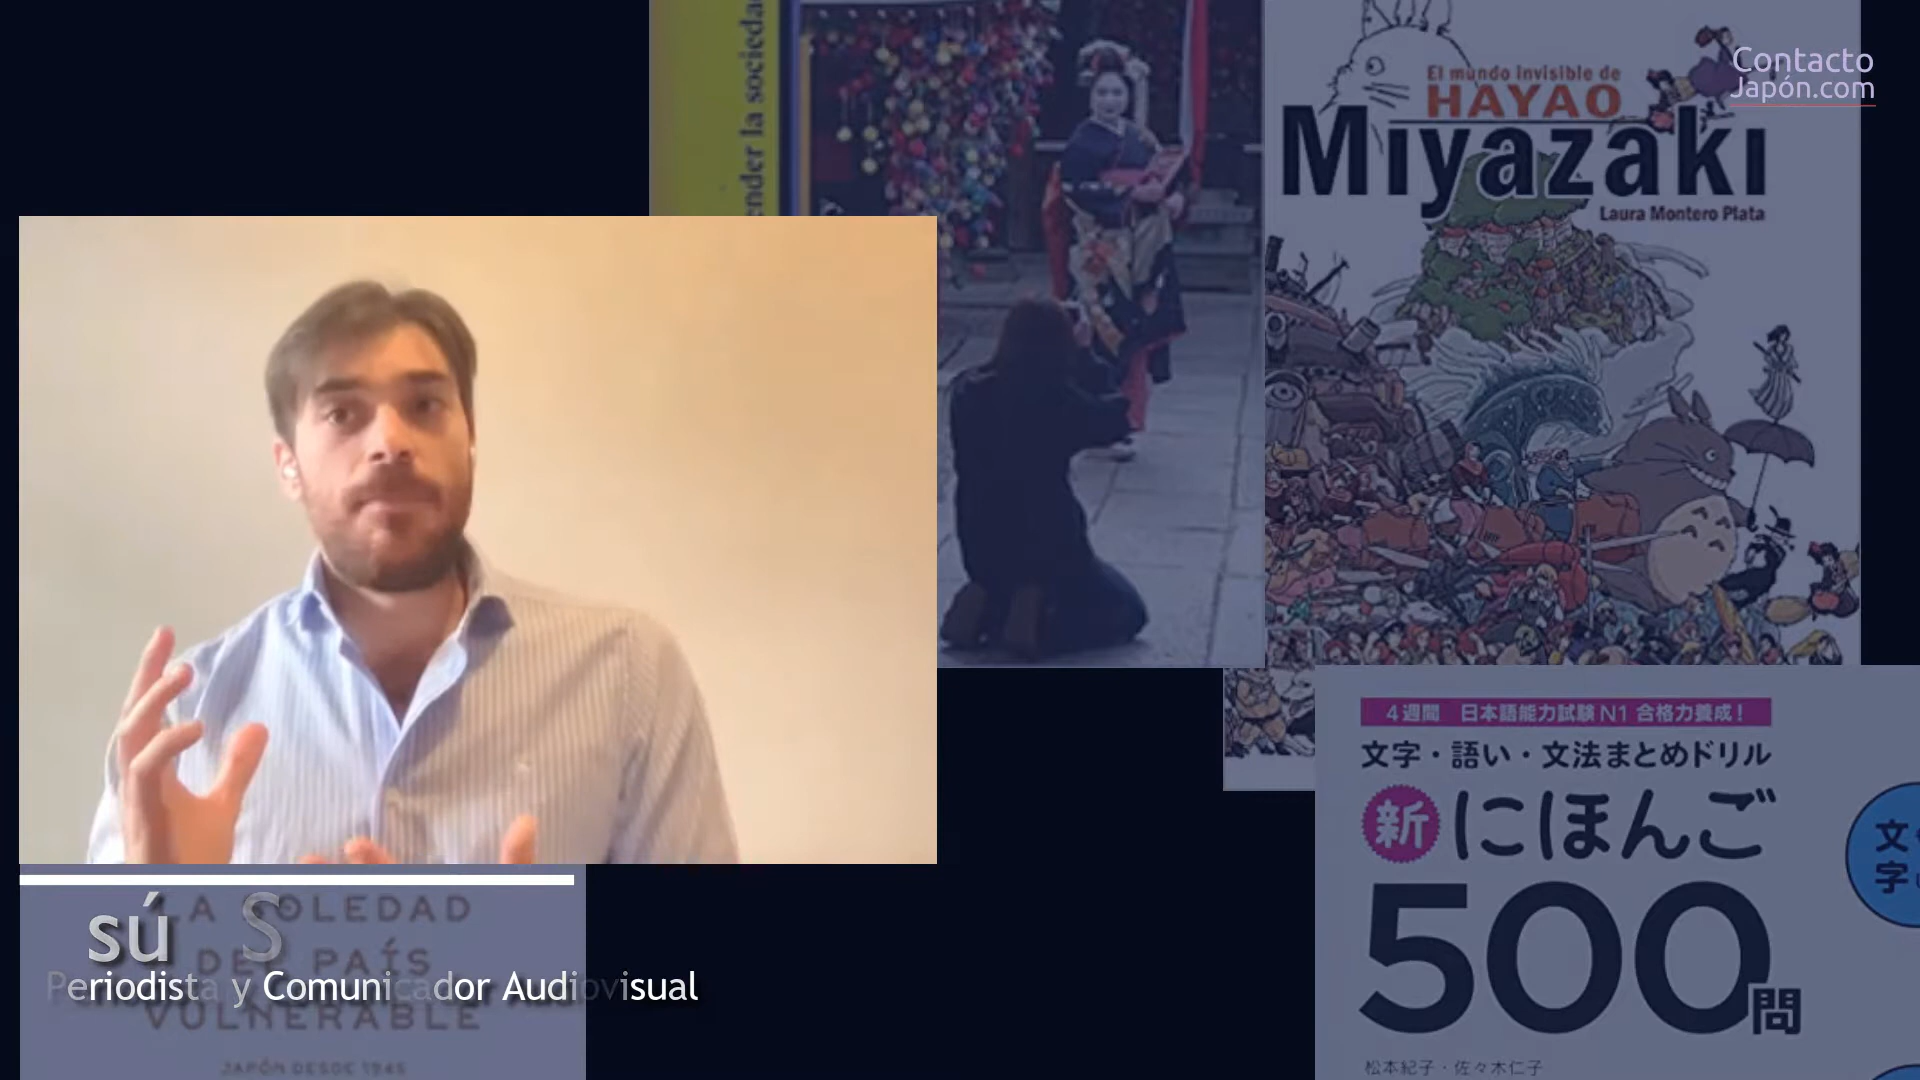 Contacto
Japón.com
ender la sociedad
El mundo invisible de
HAYAO
Miyazaki
Laura Montero Plata
4週間 日本語能力試験N1 合格力養成!
文字・語い・文法まとめドリル
新にほんご
500問
松本紀子・佐々木仁子
文
字
sú S
Periodista y Comunicador Audiovisual
LA SOLEDAD
DEL PAÍS
VULNERABLE
JAPÓN DESDE 1945